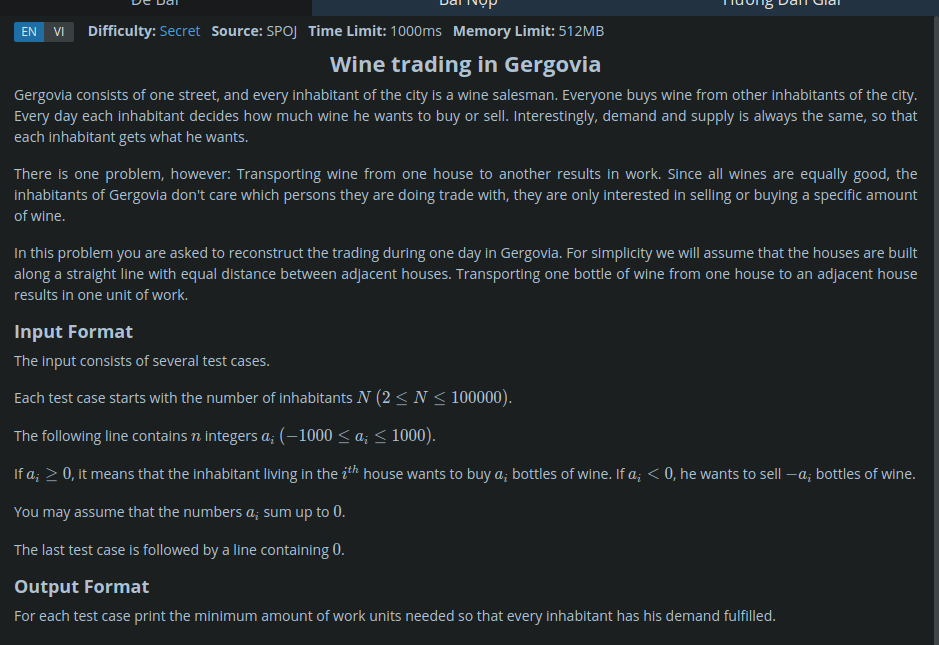 Đề Bài Bài Nộp Hướng Dẫn Giải
EN VI Difficulty: Secret Source: SPOJ Time Limit: 1000ms Memory Limit: 512MB
Wine trading in Gergovia
Gergovia consists of one street, and every inhabitant of the city is a wine salesman. Everyone buys wine from other inhabitants of the city.
Every day each inhabitant decides how much wine he wants to buy or sell. Interestingly, demand and supply is always the same, so that
each inhabitant gets what he wants.
There is one problem, however: Transporting wine from one house to another results in work. Since all wines are equally good, the
inhabitants of Gergovia don't care which persons they are doing trade with, they are only interested in selling or buying a specific amount
of wine.
In this problem you are asked to reconstruct the trading during one day in Gergovia. For simplicity we will assume that the houses are built
along a straight line with equal distance between adjacent houses. Transporting one bottle of wine from one house to an adjacent house
results in one unit of work.
Input Format
The input consists of several test cases.
Each test case starts with the number of inhabitants N (2 ≤ N ≤ 100000).
The following line contains n integers aᵢ (−1000 ≤ aᵢ ≤ 1000).
If aᵢ ≥ 0, it means that the inhabitant living in the iᵗʰ house wants to buy aᵢ bottles of wine. If aᵢ < 0, he wants to sell −aᵢ bottles of wine.
You may assume that the numbers aᵢ sum up to 0.
The last test case is followed by a line containing 0.
Output Format
For each test case print the minimum amount of work units needed so that every inhabitant has his demand fulfilled.